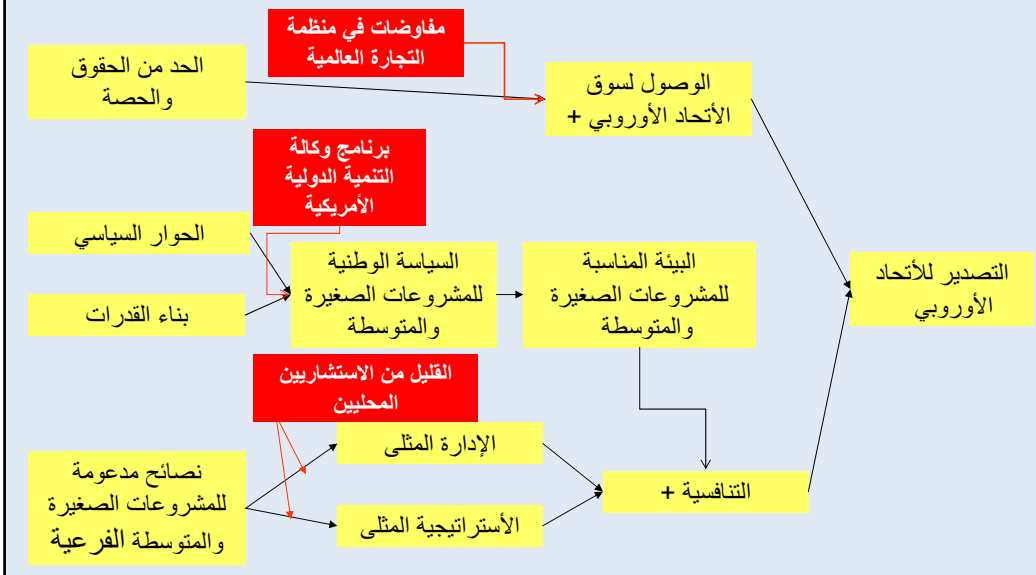 مفاوضات في منظمة
التجارة العالمية
الحد من الحقوق
والحصة
الوصول لسوق
الأتحاد الأوروبي +
برنامج وكالة
التنمية الدولية
الأمريكية
الحوار السياسي
بناء القدرات
السياسة الوطنية
للمشروعات الصغيرة
والمتوسطة
البيئة المناسبة
للمشروعات الصغيرة
والمتوسطة
التصدير للأتحاد
الأوروبي
القليل من الاستشاريين
المحليين
الإدارة المثلى
نصائح مدعومة
للمشروعات الصغيرة
والمتوسطة الفرعية
الأستراتيجية المثلى
التنافسية +